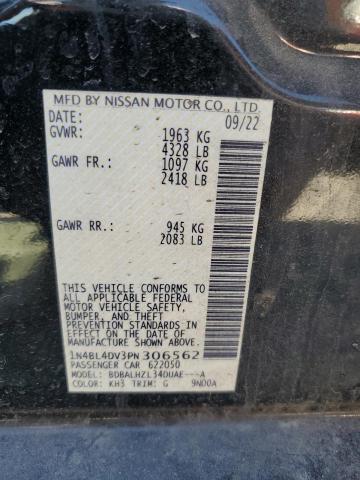 MFD BY NISSAN MOTOR CO., LTD.
DATE: 09/22
GVWR: 1963 KG
4328 LB
GAWR FR.: 1097 KG
2418 LB
GAWR RR.: 945 KG
2083 LB
THIS VEHICLE CONFORMS TO ALL
APPLICABLE FEDERAL MOTOR VEHICLE SAFETY,
BUMPER, AND THEFT PREVENTION STANDARDS
IN EFFECT ON THE DATE OF
MANUFACTURE SHOWN ABOVE.
1N4BL4DV3PN306562
PASSENGER CAR 622050
MODEL: BDBALHZL34DUAE---A
COLOR: KH3 TRIM: G 9N00A